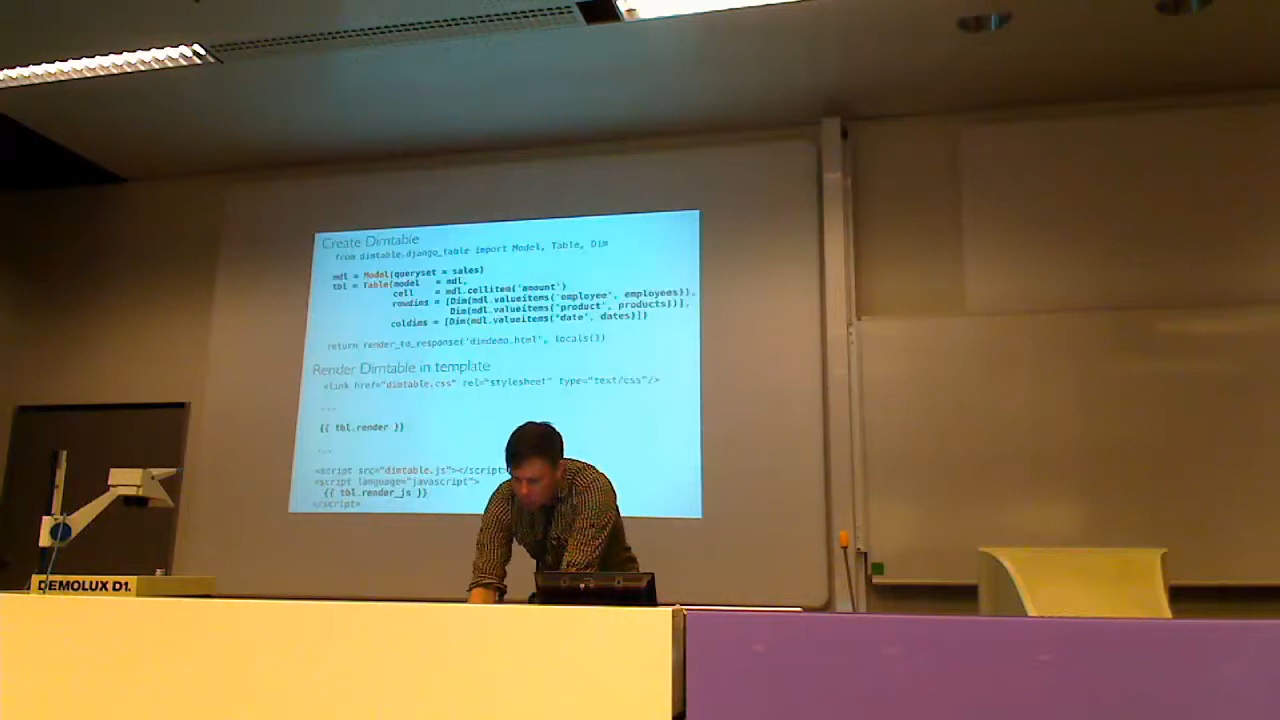 Create Dimtable
from dimtable.django_table import Model, Table, Dim
mdl = Model(queryset = sales)
tbl = Table(model = mdl,
cell = mdl.cellitem('amount')
rowdims = [Dim(mdl.valueitems('employee', employees)),
Dim(mdl.valueitems('product', products))],
coldims = [Dim(mdl.valueitems('date', dates)])
return render_to_response('dimdemo.html', locals())
Render Dimtable in template
<link href="dimtable.css" rel="stylesheet" type="text/css"/>
...
{{ tbl.render }}
...
<script src="dimtable.js"></script>
<script language="javascript">
{{ tbl.render_js }}
</script>
DEMOLUX D1.